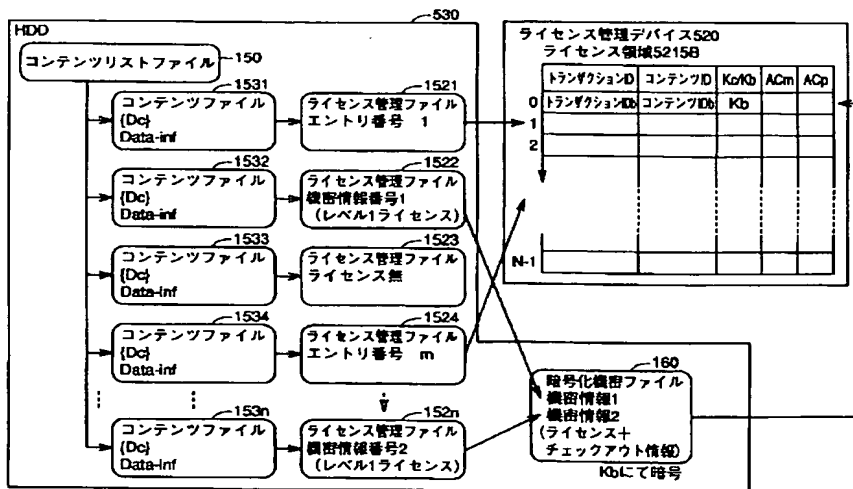 HDD
530
コンテンツリストファイル
150
1531
コンテンツファイル
{Dc}
Data-inf
1521
ライセンス管理ファイル
エントリ番号 1
1532
コンテンツファイル
{Dc}
Data-inf
1522
ライセンス管理ファイル
機密情報番号1
(レベル1ライセンス)
1533
コンテンツファイル
{Dc}
Data-inf
1523
ライセンス管理ファイル
ライセンス無
1534
コンテンツファイル
{Dc}
Data-inf
1524
ライセンス管理ファイル
エントリ番号 m
153n
コンテンツファイル
{Dc}
Data-inf
152n
ライセンス管理ファイル
機密情報番号2
(レベル1ライセンス)
ライセンス管理デバイス520
ライセンス領域5215B
トランザクションID コンテンツID Kc/Kb ACm ACp
0 トランザクションIDb コンテンツIDb Kb
1
2
N-1
160
暗号化機密ファイル
機密情報1
機密情報2
(ライセンス+
チェックアウト情報)
Kbにて暗号